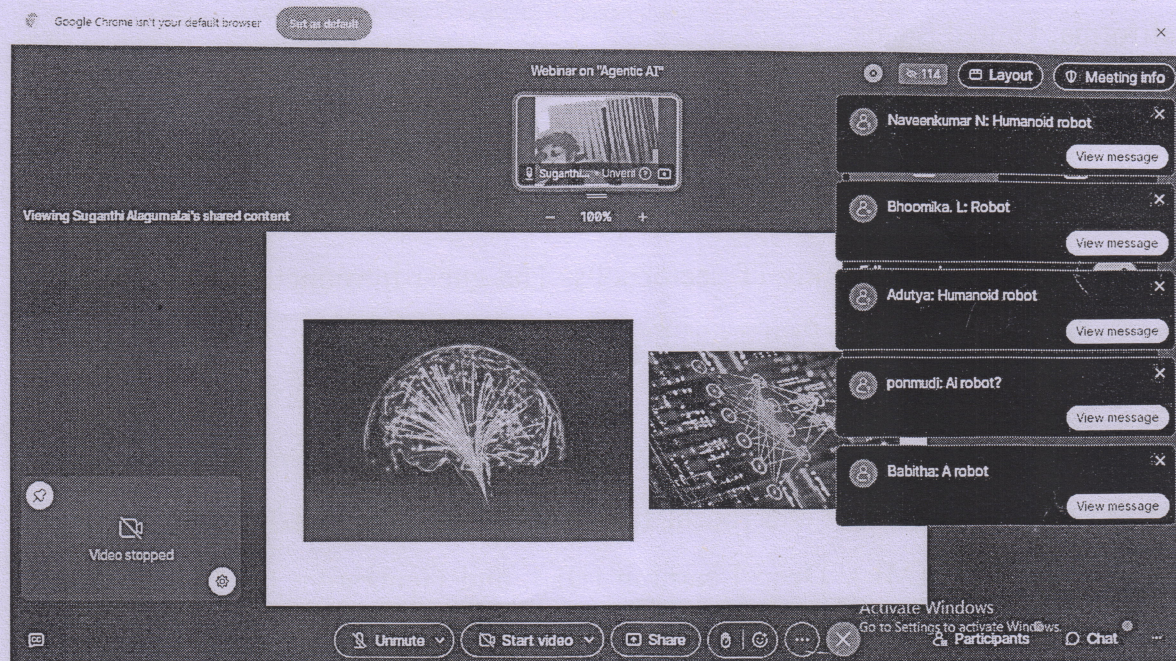 Google Chrome isn't your default browser
Set as default
Webinar on "Agentic AI"
114
Layout
Meeting info
Suganthi... • Unveri
Viewing Suganthi Alagumalai's shared content
100%
Naveenkumar N: Humanoid robot
View message
Bhoomika. L: Robot
View message
Adutya: Humanoid robot
View message
ponmudi: Ai robot?
View message
Babitha: A robot
View message
Video stopped
Activate Windows
Go to Settings to activate Windows.
Unmute
Start video
Share
Participants
Chat